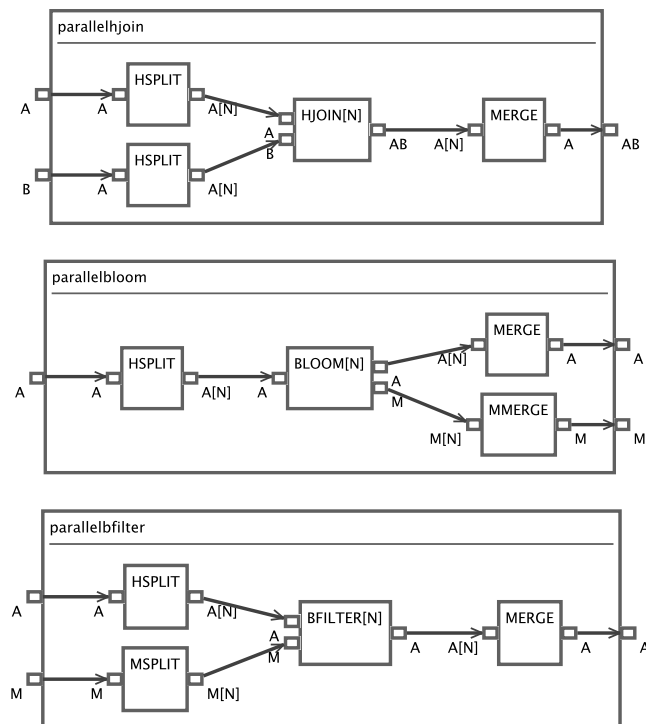 parallelhjoin
HSPLIT
A A A[N]
HJOIN[N]
A
B
AB
MERGE
A[N] A AB
HSPLIT
B A A[N]
parallelbloom
HSPLIT
A A A[N]
BLOOM[N]
A A
M
MERGE
A[N] A A
MMERGE
M[N] M M
parallelbfilter
HSPLIT
A A A[N]
BFILTER[N]
A
M
A
MERGE
A[N] A A
MSPLIT
M M M[N]